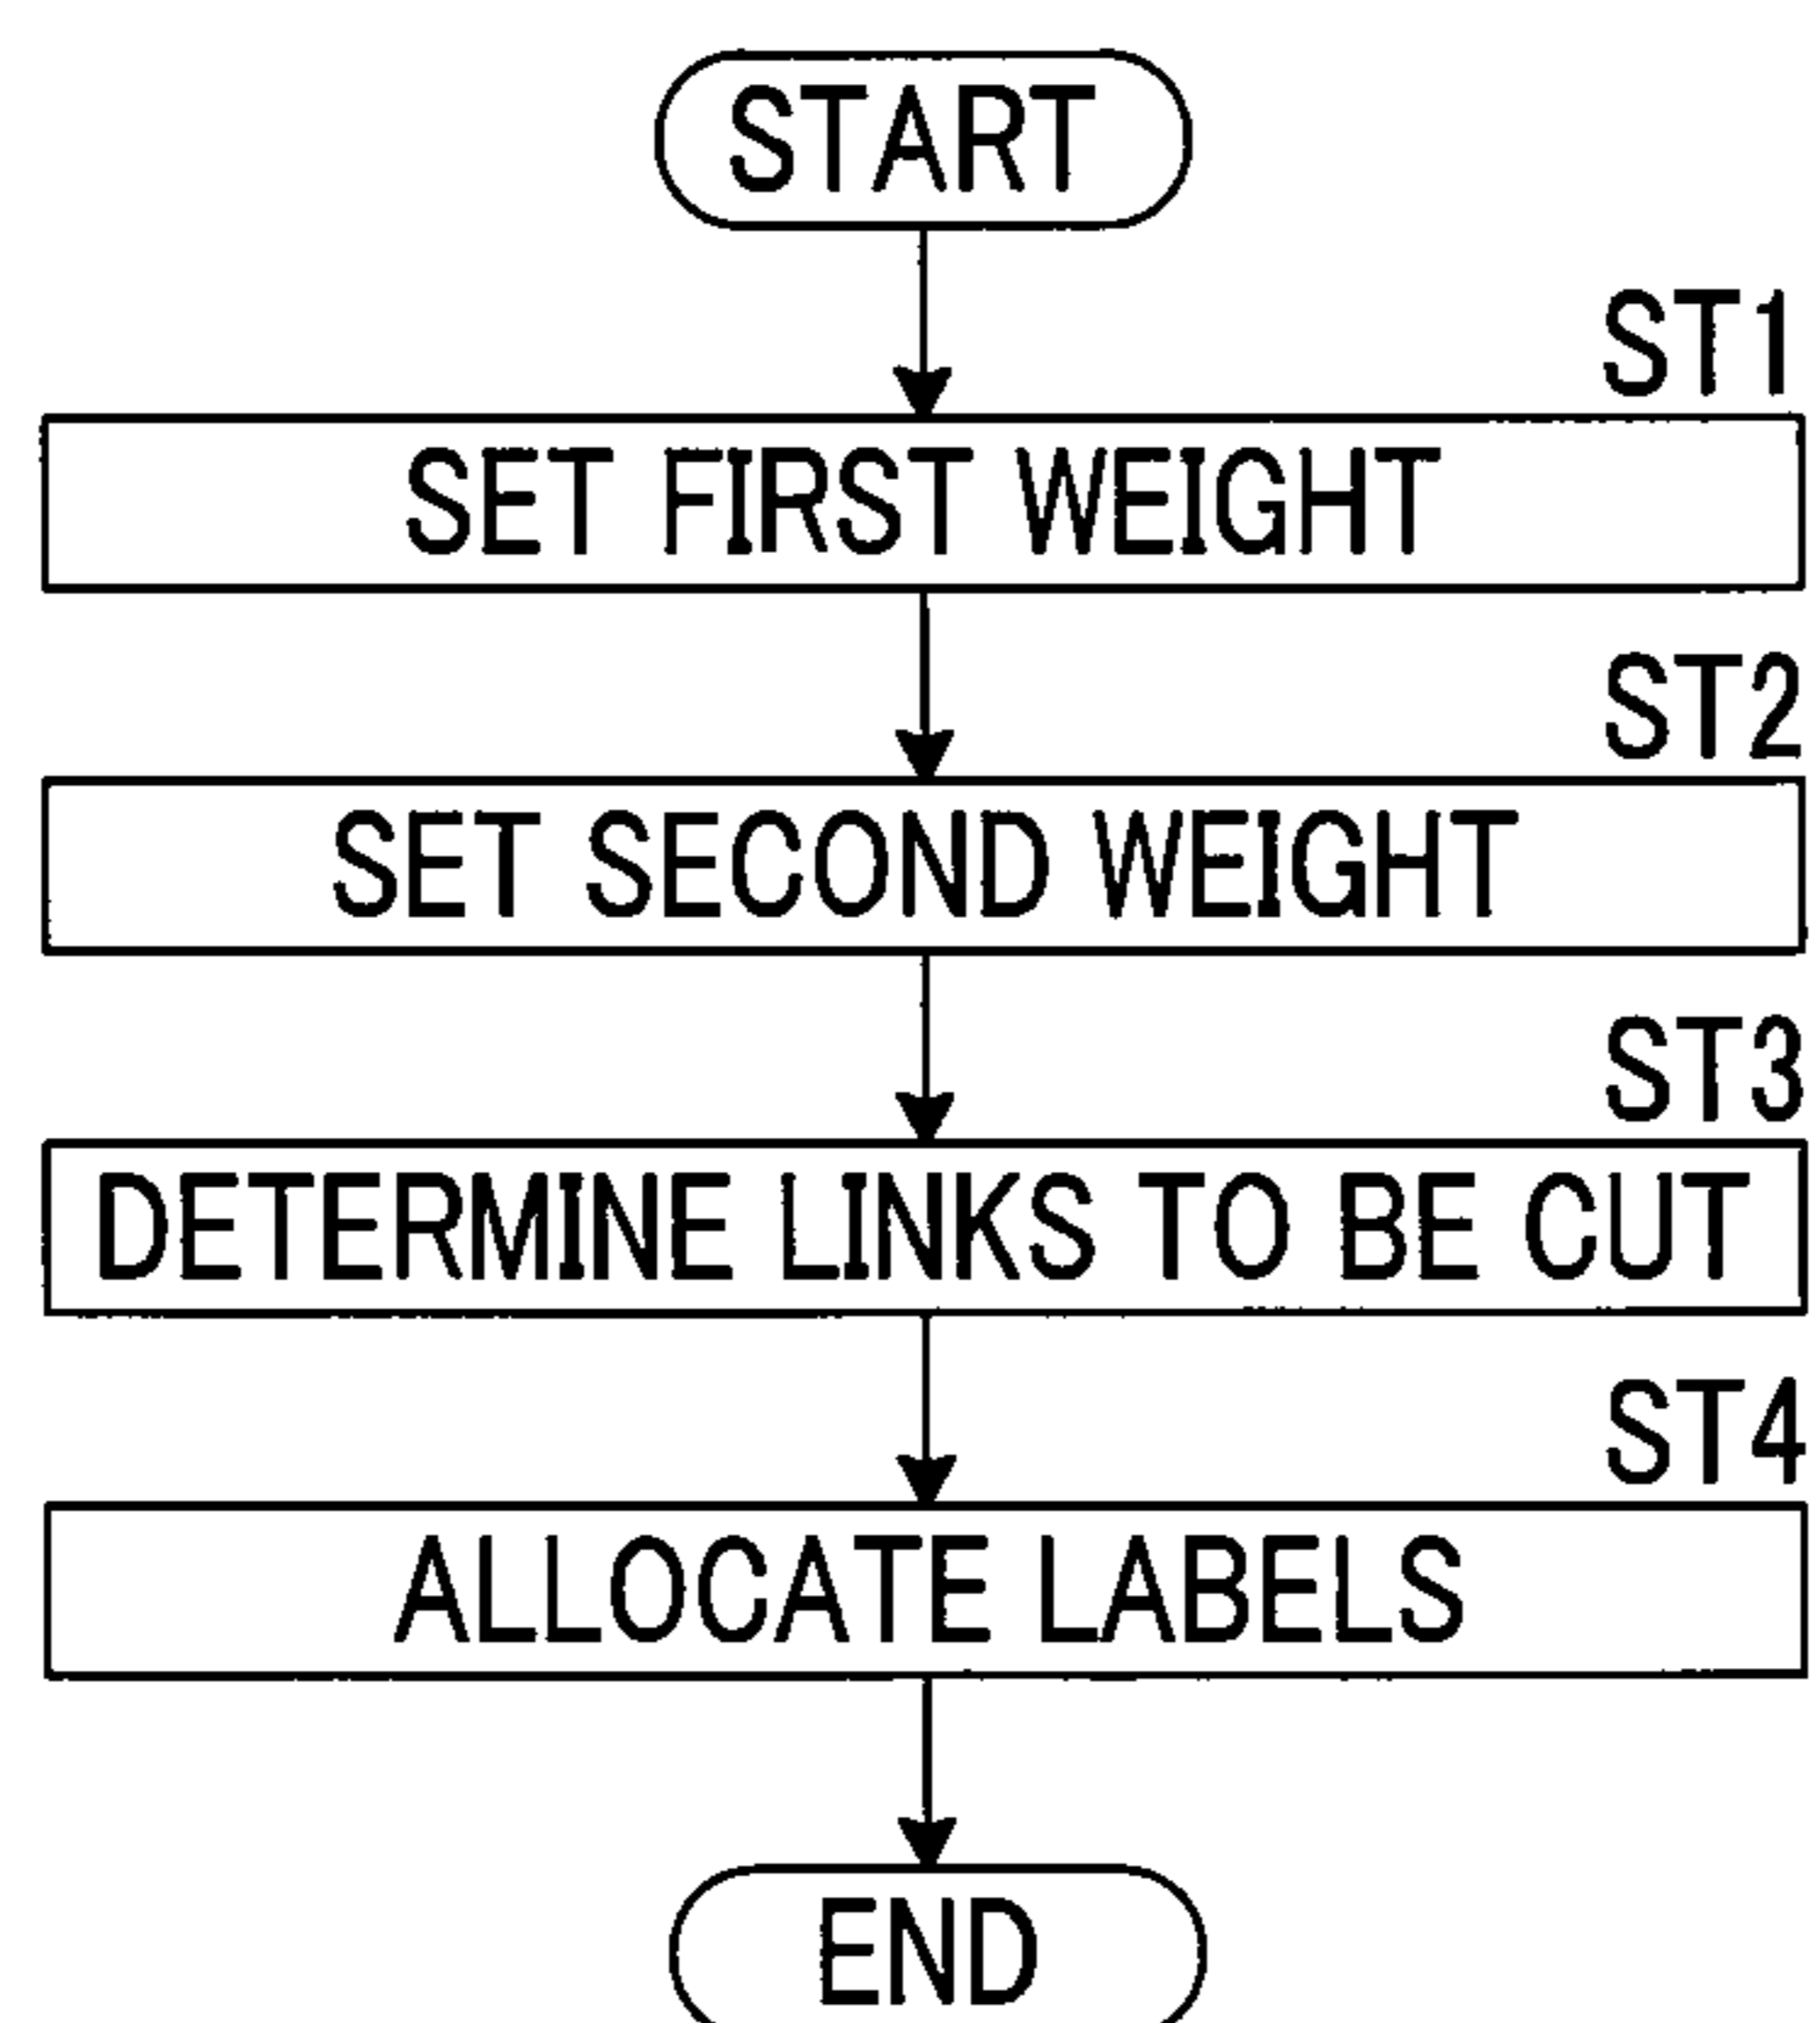 START
ST1
SET FIRST WEIGHT
ST2
SET SECOND WEIGHT
ST3
DETERMINE LINKS TO BE CUT
ST4
ALLOCATE LABELS
END